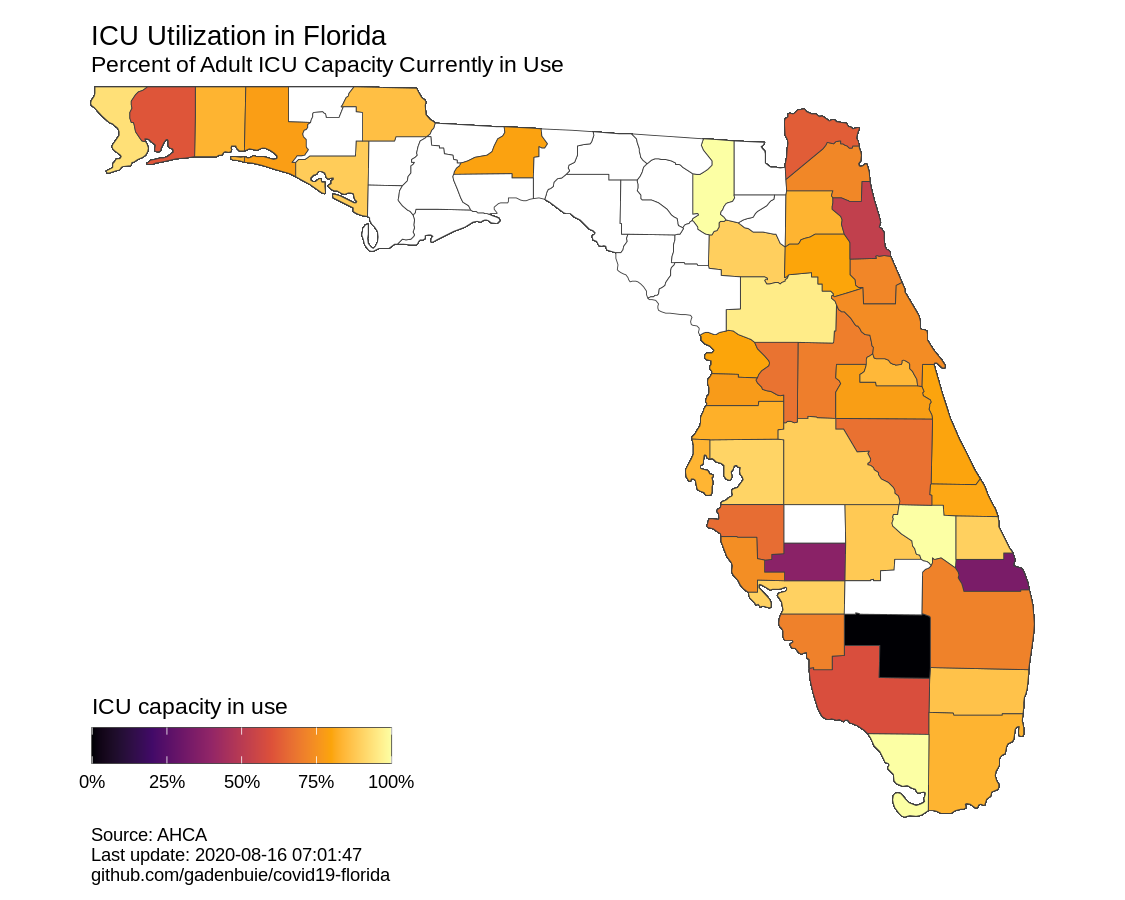 ICU Utilization in Florida
Percent of Adult ICU Capacity Currently in Use
ICU capacity in use
0% 25% 50% 75% 100%
Source: AHCA
Last update: 2020-08-16 07:01:47
github.com/gadenbuie/covid19-florida